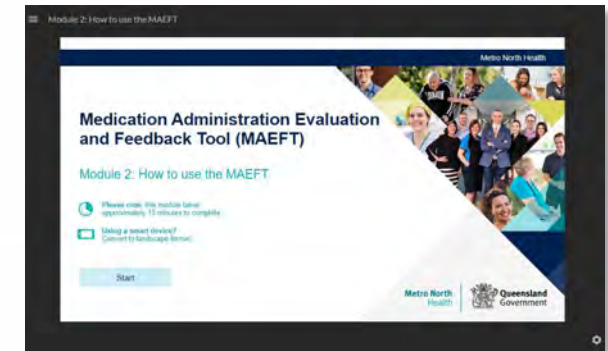 Module 2: How to use the MAEFT
Metro North Health
Medication Administration Evaluation
and Feedback Tool (MAEFT)
Module 2: How to use the MAEFT
Please note: this module takes
approximately 15 minutes to complete
Using a smart device?
Convert to landscape format
Start
Metro North
Health
Queensland
Government